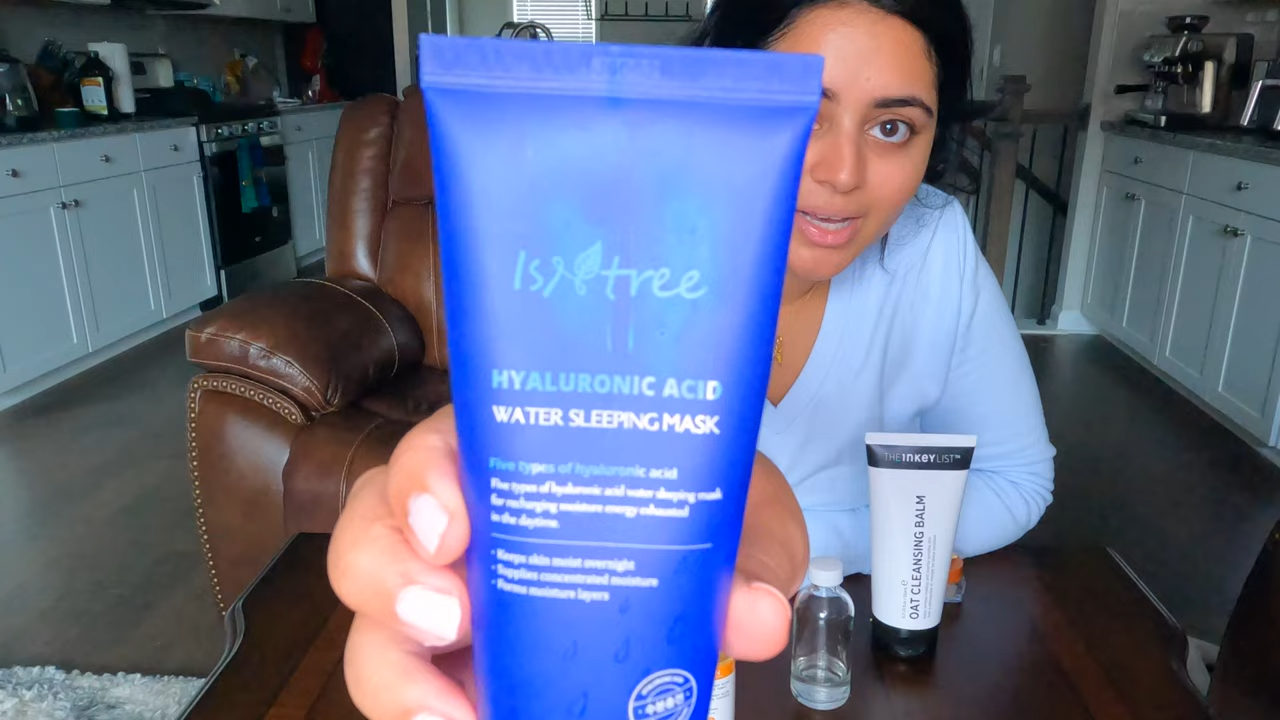 Isntree
HYALURONIC ACID
WATER SLEEPING MASK
Five types of hyaluronic acid
Five types of hyaluronic acid water sleeping mask
for recharging moisture energy exhausted
in the daytime.
· Keeps skin moist overnight
· Supplies concentrated moisture
· Forms moisture layers
THE INKEY LIST™
OAT CLEANSING BALM